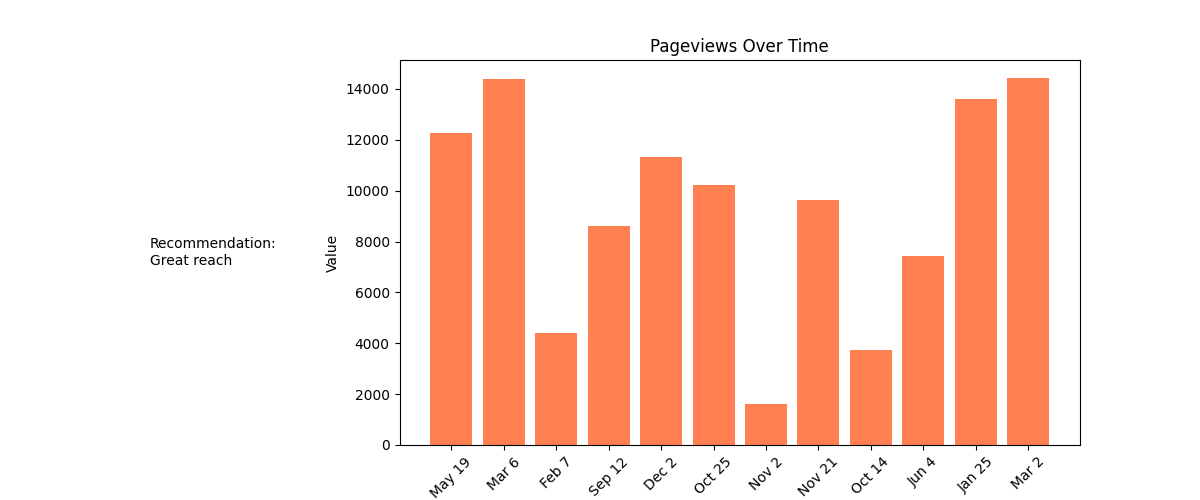 Pageviews Over Time
Recommendation:
Great reach
Value
14000
12000
10000
8000
6000
4000
2000
0
May 19
Mar 6
Feb 7
Sep 12
Dec 2
Oct 25
Nov 2
Nov 21
Oct 14
Jun 4
Jan 25
Mar 2